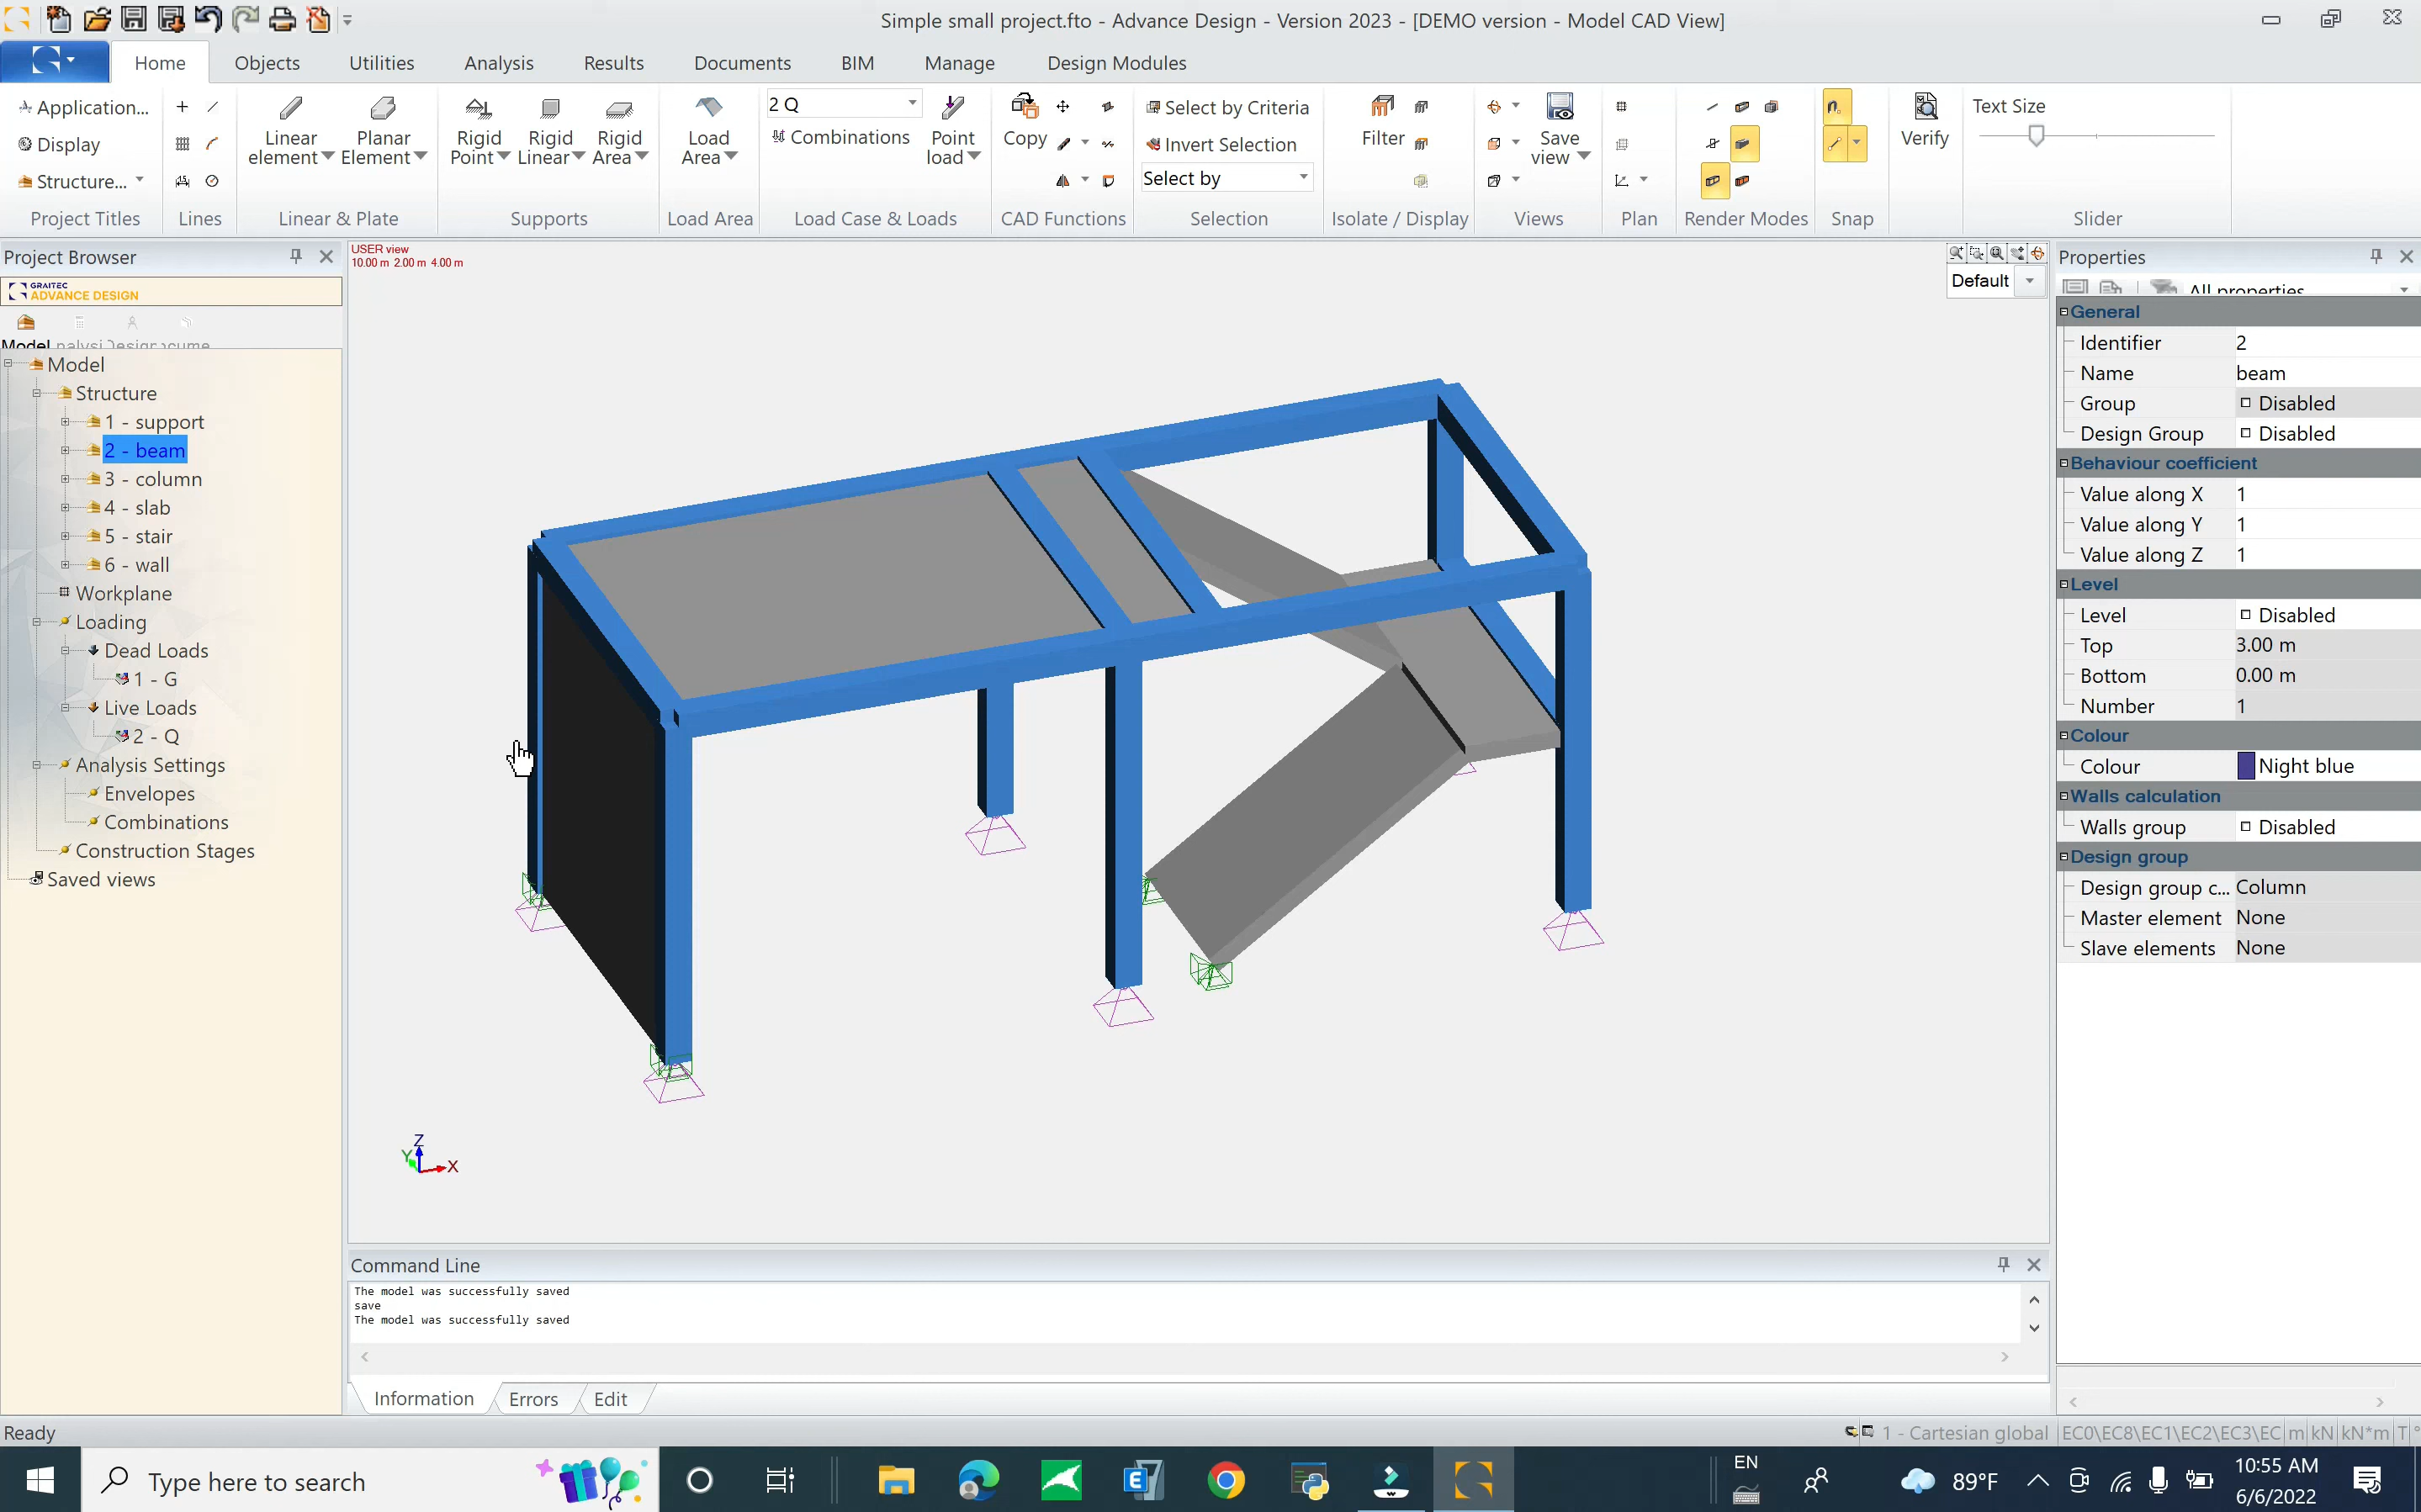 Simple small project.fto - Advance Design - Version 2023 - [DEMO version - Model CAD View]
Home Objects Utilities Analysis Results Documents BIM Manage Design Modules
Application...
Display
Structure...
Project Titles
Lines
Linear element
Planar Element
Linear & Plate
Rigid Point
Rigid Linear
Rigid Area
Supports
Load Area
Load Area
2 Q
Combinations
Point load
Load Case & Loads
Copy
CAD Functions
Select by Criteria
Invert Selection
Select by
Selection
Filter
Isolate / Display
Save view
Views
Plan
Render Modes
Snap
Verify
Text Size
Slider
Project Browser
GRAITEC
ADVANCE DESIGN
Model
Model
Structure
1 - support
2 - beam
3 - column
4 - slab
5 - stair
6 - wall
Workplane
Loading
Dead Loads
1 - G
Live Loads
2 - Q
Analysis Settings
Envelopes
Combinations
Construction Stages
Saved views
USER view
10.00 m 2.00 m 4.00 m
Default
Z
Y
X
Properties
All properties
General
Identifier 2
Name beam
Group Disabled
Design Group Disabled
Behaviour coefficient
Value along X 1
Value along Y 1
Value along Z 1
Level
Level Disabled
Top 3.00 m
Bottom 0.00 m
Number 1
Colour
Colour Night blue
Walls calculation
Walls group Disabled
Design group
Design group c... Column
Master element None
Slave elements None
Command Line
The model was successfully saved
save
The model was successfully saved
Information Errors Edit
Ready
1 - Cartesian global EC0\EC8\EC1\EC2\EC3\EC m kN kN*m T °
Type here to search
EN
89°F
10:55 AM
6/6/2022